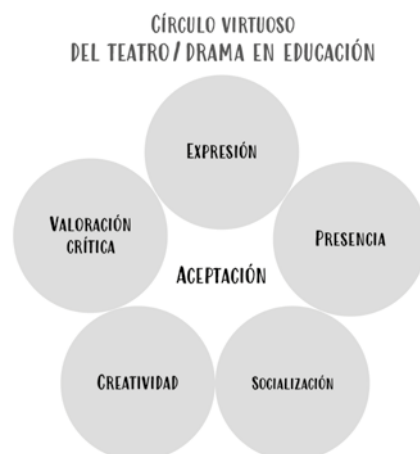 CÍRCULO VIRTUOSO
DEL TEATRO/DRAMA EN EDUCACIÓN
EXPRESIÓN
VALORACIÓN
CRÍTICA
PRESENCIA
ACEPTACIÓN
CREATIVIDAD
SOCIALIZACIÓN